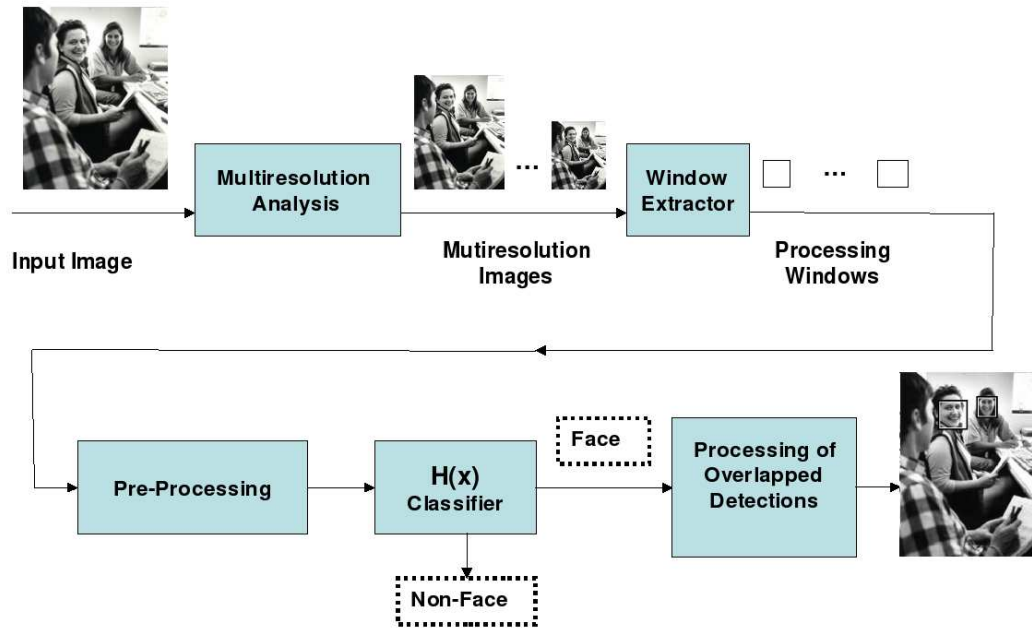 Multiresolution
Analysis
...
Window
Extractor
...
Input Image
Mutiresolution
Images
Processing
Windows
Pre-Processing
H(x)
Classifier
Face
Processing of
Overlapped
Detections
Non-Face